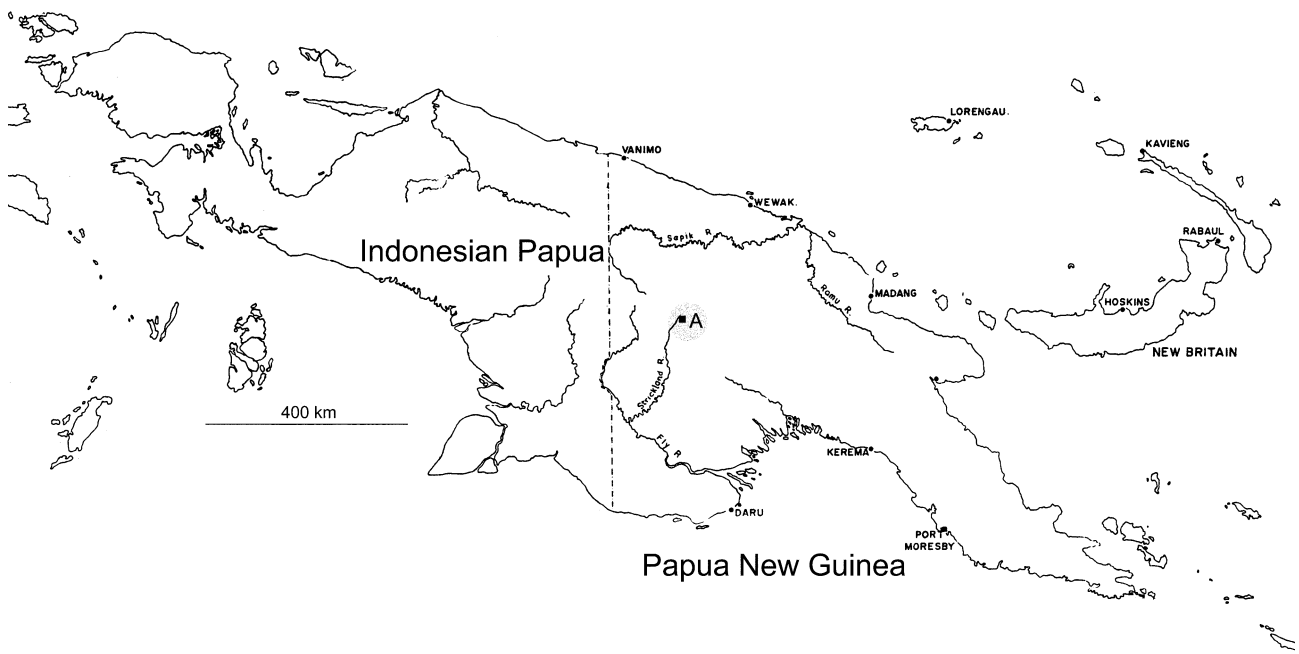 LORENGAU.
KAVIENG
VANIMO
WEWAK.
RABAUL
Indonesian Papua
Sepik R
MADANG
Ramu R.
HOSKINS
A
NEW BRITAIN
Strickland R
400 km
Fly R
KEREMA
DARU
PORT
MORESBY
Papua New Guinea